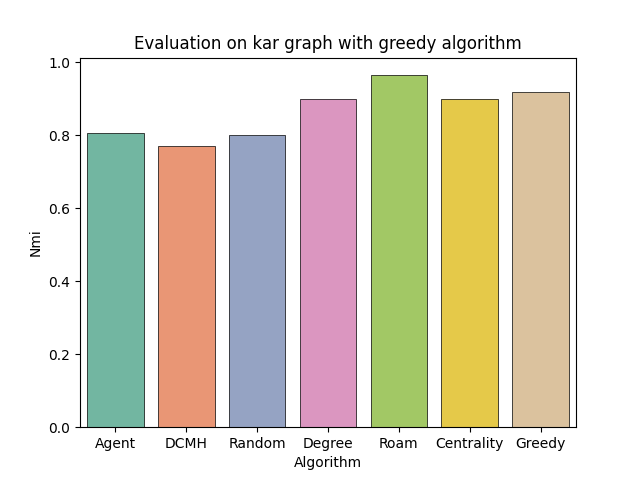 Evaluation on kar graph with greedy algorithm
1.0
0.8
0.6
0.4
0.2
0.0
Nmi
Agent DCMH Random Degree Roam Centrality Greedy
Algorithm